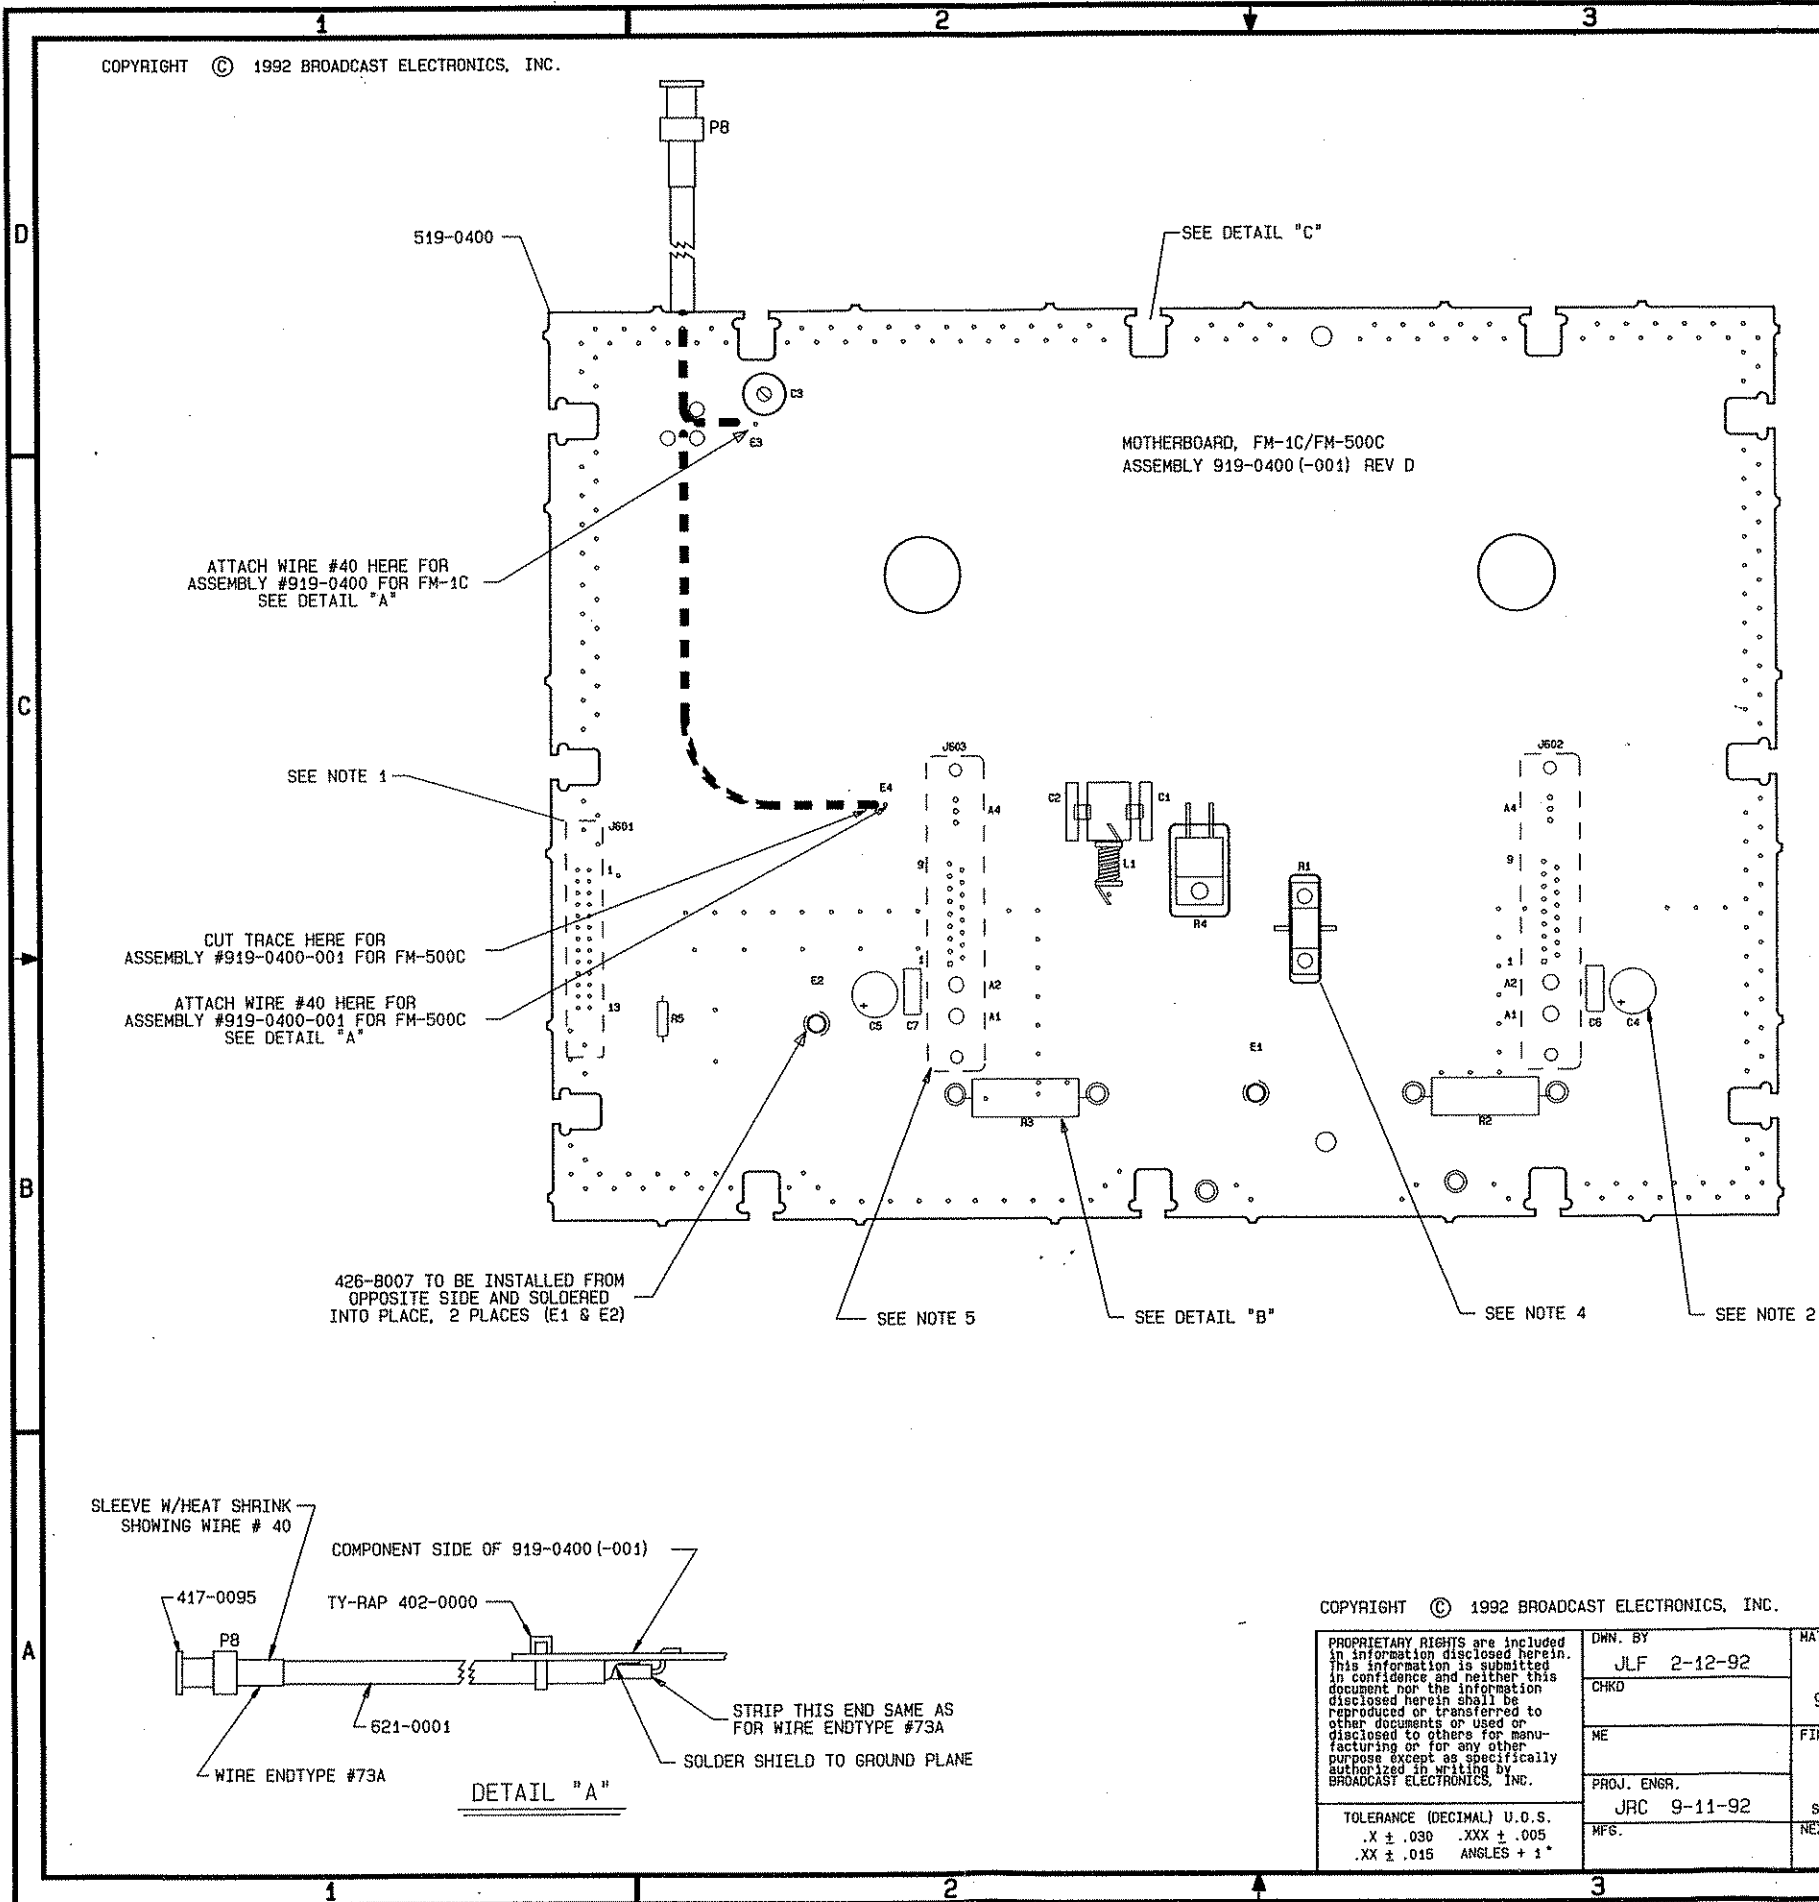 1 2 3
COPYRIGHT © 1992 BROADCAST ELECTRONICS, INC.
P8
D
519-0400
SEE DETAIL "C"
C3
E3
MOTHERBOARD, FM-1C/FM-500C
ASSEMBLY 919-0400(-001) REV D
ATTACH WIRE #40 HERE FOR
ASSEMBLY #919-0400 FOR FM-1C
SEE DETAIL "A"
C
SEE NOTE 1
J603
J602
E4
C2
C1
A4
A4
J601
L1
9
9
1
R1
R4
CUT TRACE HERE FOR
ASSEMBLY #919-0400-001 FOR FM-500C
1
1
E2
A2
A2
ATTACH WIRE #40 HERE FOR
ASSEMBLY #919-0400-001 FOR FM-500C
SEE DETAIL "A"
13
R5
+
C5
C7
A1
A1
C6
+
C4
E1
R3
R2
B
426-8007 TO BE INSTALLED FROM
OPPOSITE SIDE AND SOLDERED
INTO PLACE, 2 PLACES (E1 & E2)
SEE NOTE 5
SEE DETAIL "B"
SEE NOTE 4
SEE NOTE 2
SLEEVE W/HEAT SHRINK
SHOWING WIRE # 40
COMPONENT SIDE OF 919-0400(-001)
417-0095
TY-RAP 402-0000
P8
A
621-0001
STRIP THIS END SAME AS
FOR WIRE ENDTYPE #73A
SOLDER SHIELD TO GROUND PLANE
WIRE ENDTYPE #73A
DETAIL "A"
COPYRIGHT © 1992 BROADCAST ELECTRONICS, INC.
PROPRIETARY RIGHTS are included
in information disclosed herein.
This information is submitted
in confidence and neither this
document nor the information
disclosed herein shall be
reproduced or transferred to
other documents or used or
disclosed to others for manu-
facturing or for any other
purpose except as specifically
authorized in writing by
BROADCAST ELECTRONICS, INC.
TOLERANCE (DECIMAL) U.O.S.
.X ± .030 .XXX ± .005
.XX ± .015 ANGLES + 1°
DWN. BY
JLF 2-12-92
CHKD
ME
PROJ. ENGR.
JRC 9-11-92
MFG.
1 2 3